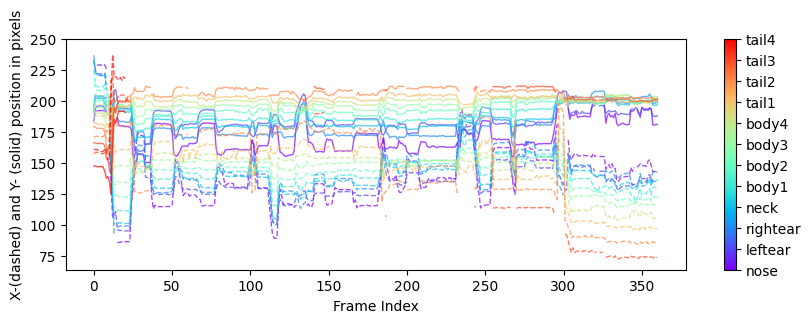 X-(dashed) and Y- (solid) position in pixels
250
225
200
175
150
125
100
75
0
50
100
150
200
250
300
350
Frame Index
tail4
tail3
tail2
tail1
body4
body3
body2
body1
neck
rightear
leftear
nose